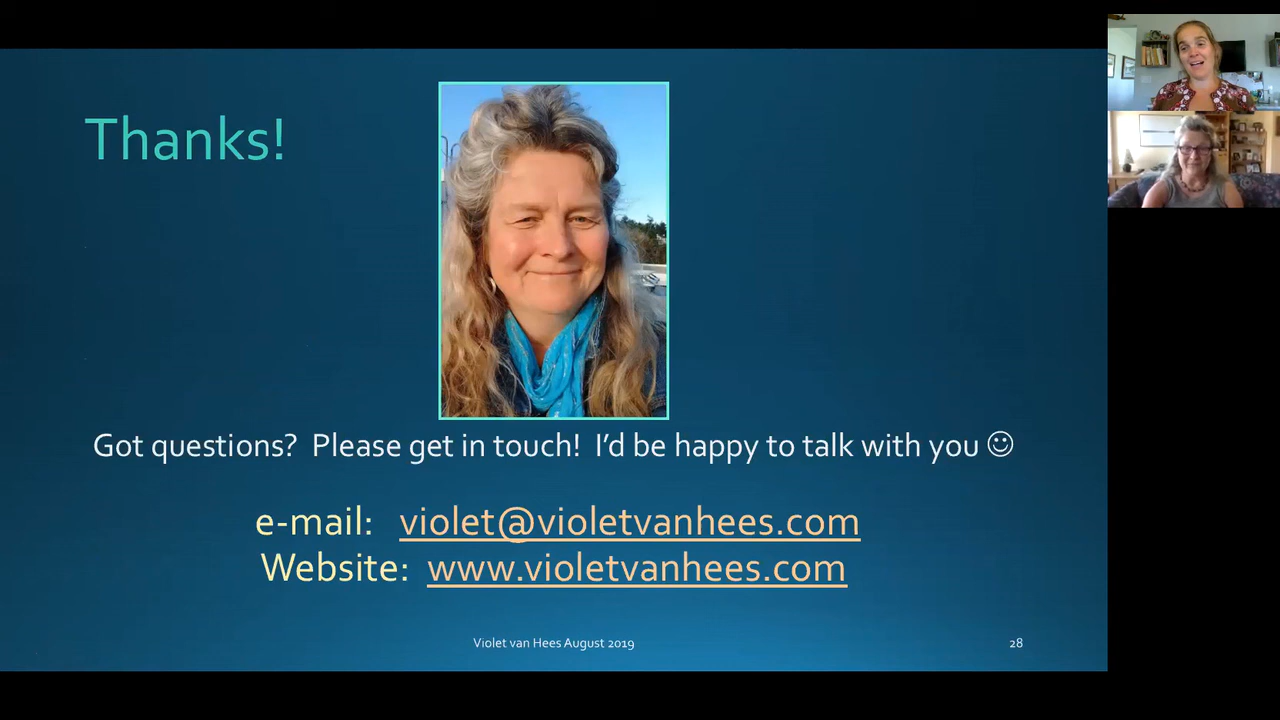 Thanks!
Got questions? Please get in touch! I'd be happy to talk with you ☺
e-mail: violet@violetvanhees.com
Website: www.violetvanhees.com
Violet van Hees August 2019
28